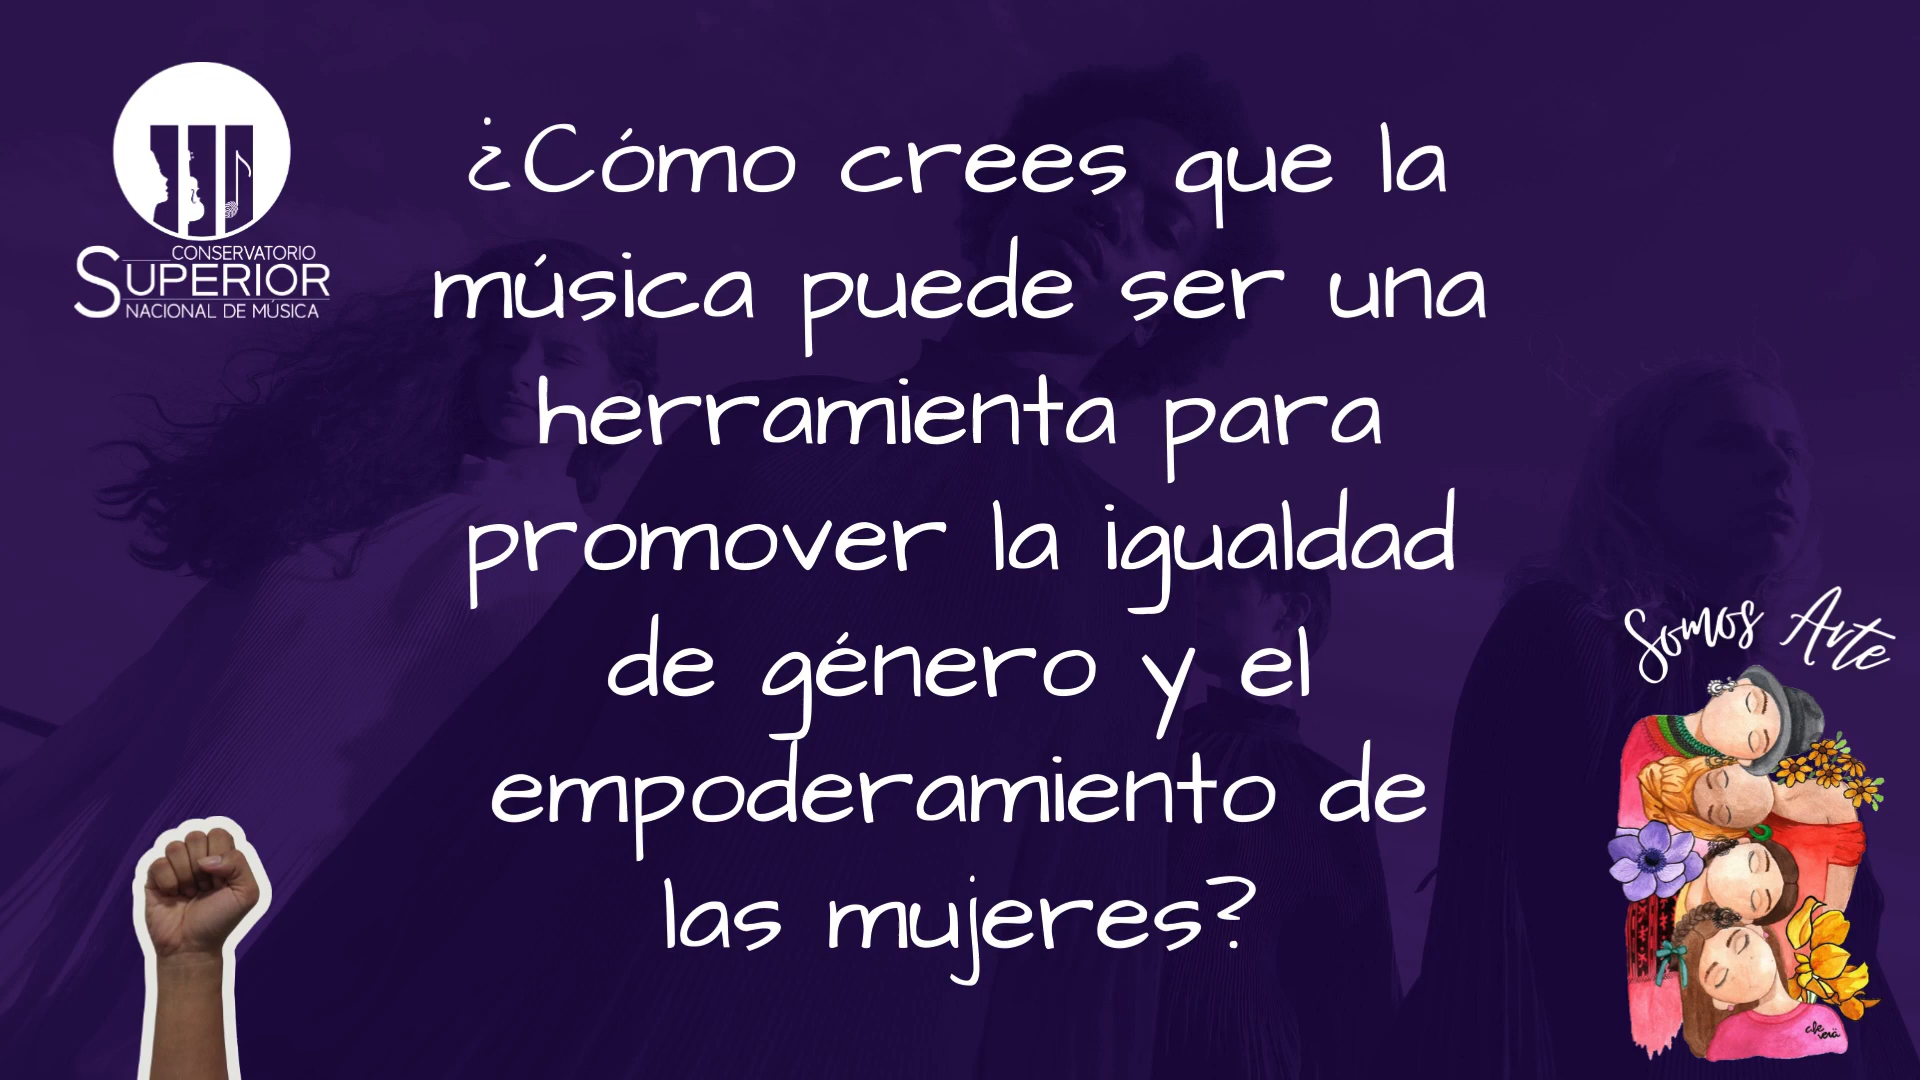 CONSERVATORIO
SUPERIOR
NACIONAL DE MÚSICA
¿Cómo crees que la
música puede ser una
herramienta para
promover la igualdad
de género y el
empoderamiento de
las mujeres?
Somos Arte